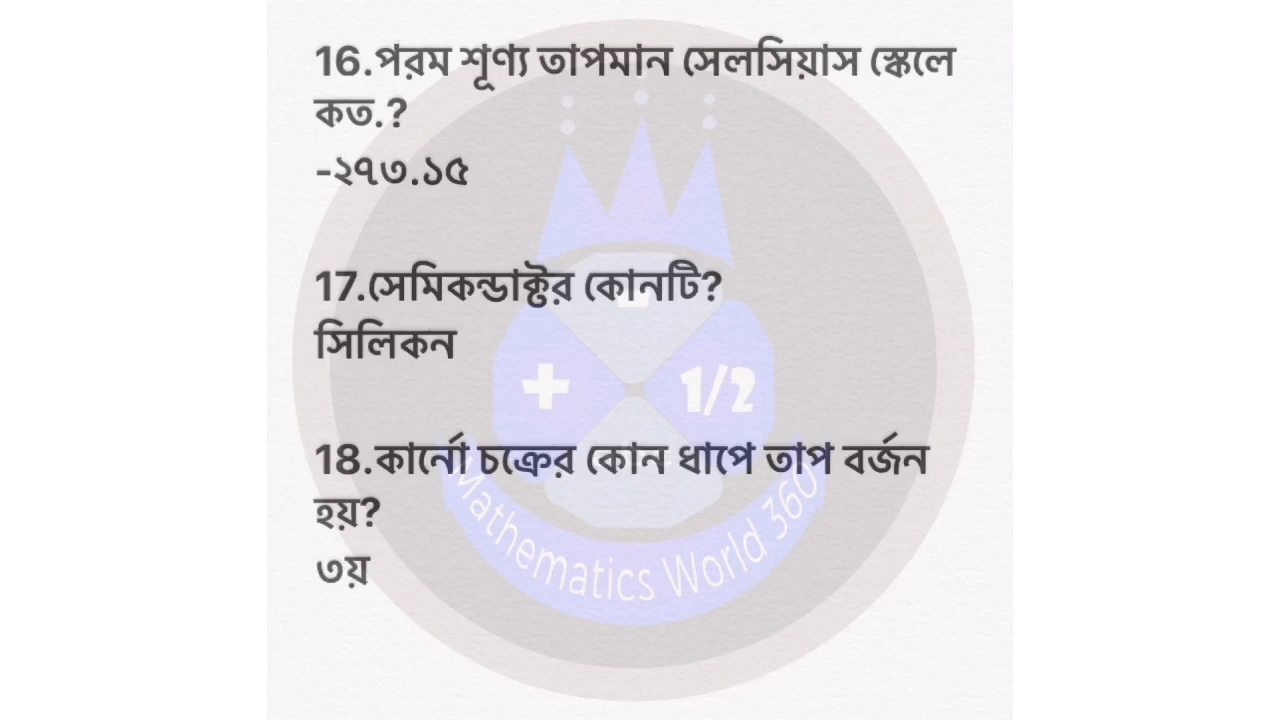 16.পরম শূণ্য তাপমান সেলসিয়াস স্কেলে
কত.?
-২৭৩.১৫
17.সেমিকন্ডাক্টর কোনটি?
সিলিকন
+
1/2
18.কার্নো চক্রের কোন ধাপে তাপ বর্জন
হয়?
৩য়
Mathematics World 360